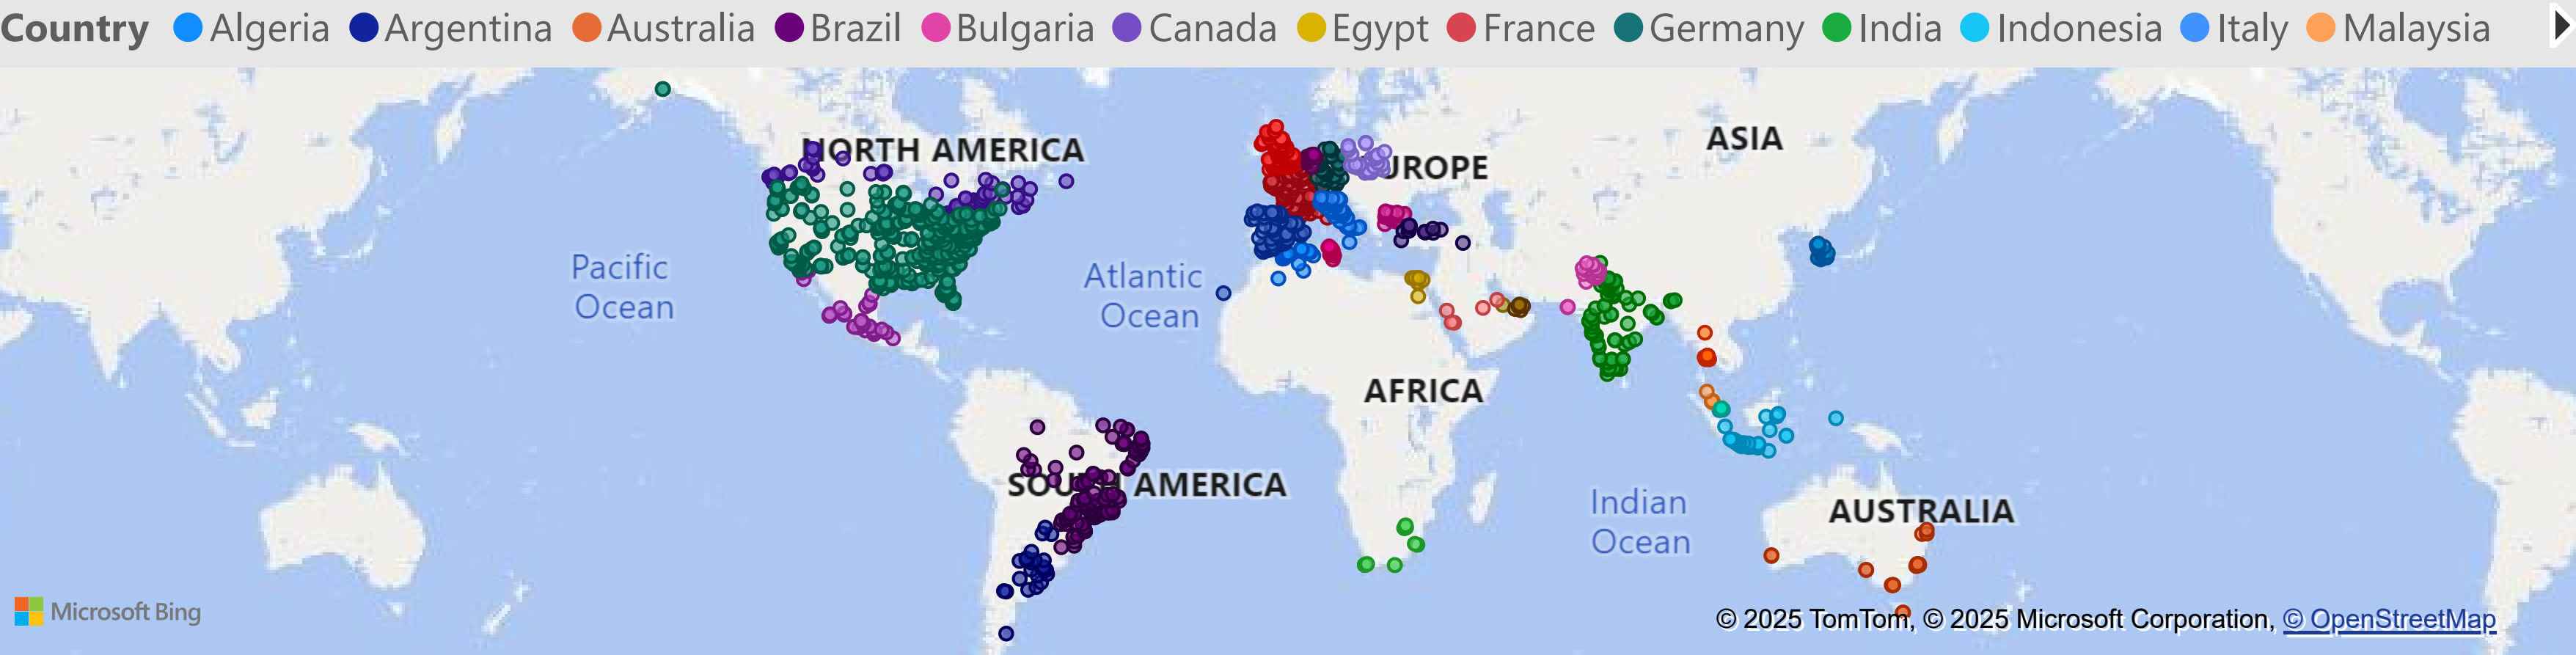 Country Algeria Argentina Australia Brazil Bulgaria Canada Egypt France Germany India Indonesia Italy Malaysia
NORTH AMERICA
ASIA
UROPE
Pacific
Ocean
Atlantic
Ocean
AFRICA
SOUTH AMERICA
Indian
Ocean
AUSTRALIA
Microsoft Bing
© 2025 TomTom, © 2025 Microsoft Corporation, © OpenStreetMap